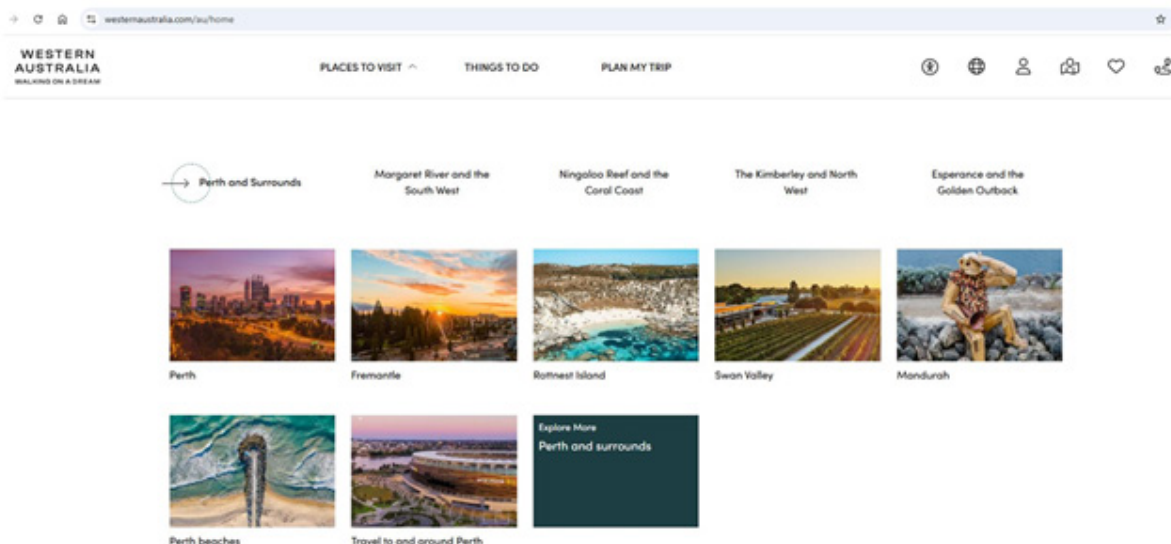 westernaustralia.com/au/home
WESTERN
AUSTRALIA
WALKING ON A DREAM
PLACES TO VISIT
THINGS TO DO
PLAN MY TRIP
Perth and Surrounds
Margaret River and the
South West
Ningaloo Reef and the
Coral Coast
The Kimberley and North
West
Esperance and the
Golden Outback
Perth
Fremantle
Rottnest Island
Swan Valley
Mandurah
Explore More
Perth and surrounds
Perth beaches
Travel to and around Perth